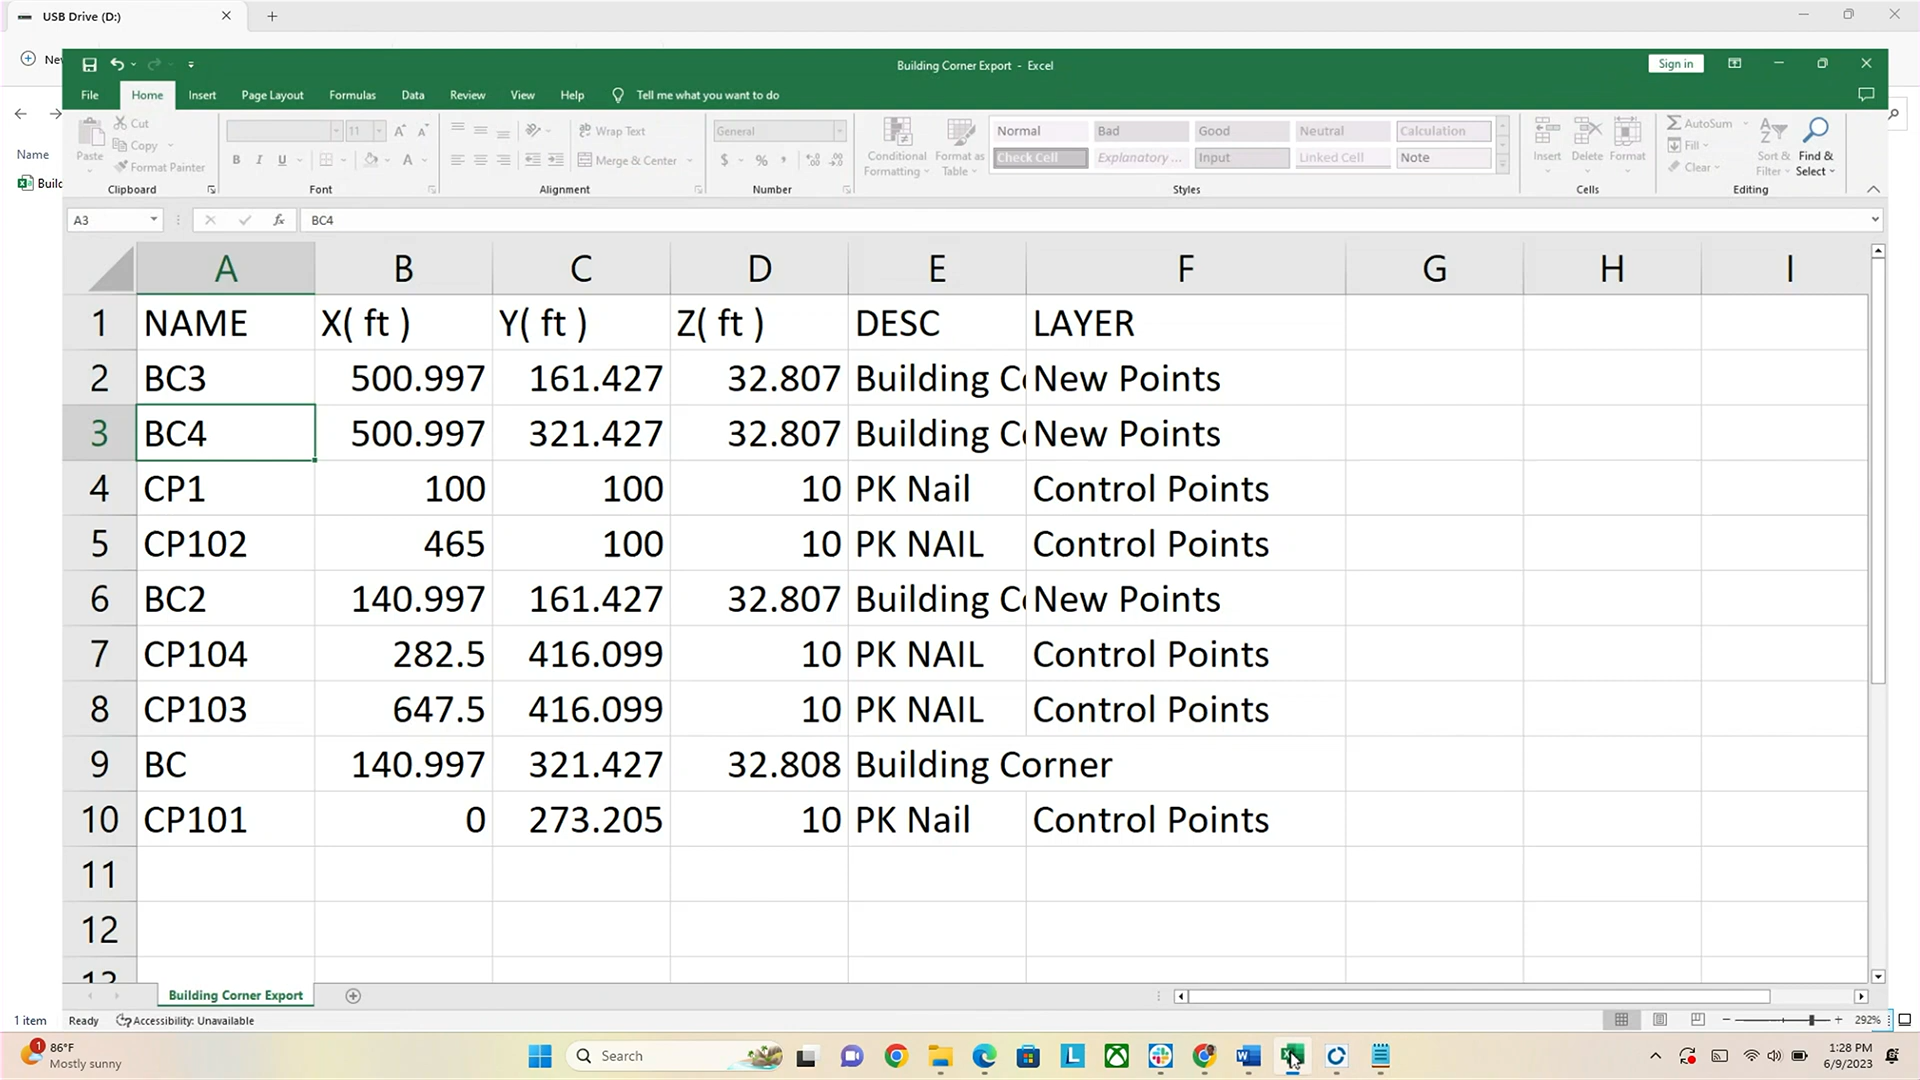 USB Drive (D:)
Building Corner Export - Excel
Sign in
File Home Insert Page Layout Formulas Data Review View Help Tell me what you want to do
Paste
Cut
Copy
Format Painter
Clipboard
11
B I U A
Font
Wrap Text
Merge & Center
Alignment
General
$ % ,
Number
Conditional Formatting
Format as Table
Normal Bad Good Neutral Calculation
Check Cell Explanatory ... Input Linked Cell Note
Styles
Insert Delete Format
Cells
AutoSum
Fill
Clear
Sort & Filter
Find & Select
Editing
Name
A3 fx BC4
A B C D E F G H I
1 NAME X( ft ) Y( ft ) Z( ft ) DESC LAYER
2 BC3 500.997 161.427 32.807 Building Co New Points
3 BC4 500.997 321.427 32.807 Building Co New Points
4 CP1 100 100 10 PK Nail Control Points
5 CP102 465 100 10 PK NAIL Control Points
6 BC2 140.997 161.427 32.807 Building Co New Points
7 CP104 282.5 416.099 10 PK NAIL Control Points
8 CP103 647.5 416.099 10 PK NAIL Control Points
9 BC 140.997 321.427 32.808 Building Corner
10 CP101 0 273.205 10 PK Nail Control Points
11
12
13
Building Corner Export
1 item Ready Accessibility: Unavailable 292%
1
86°F
Mostly sunny
Search
1:28 PM
6/9/2023